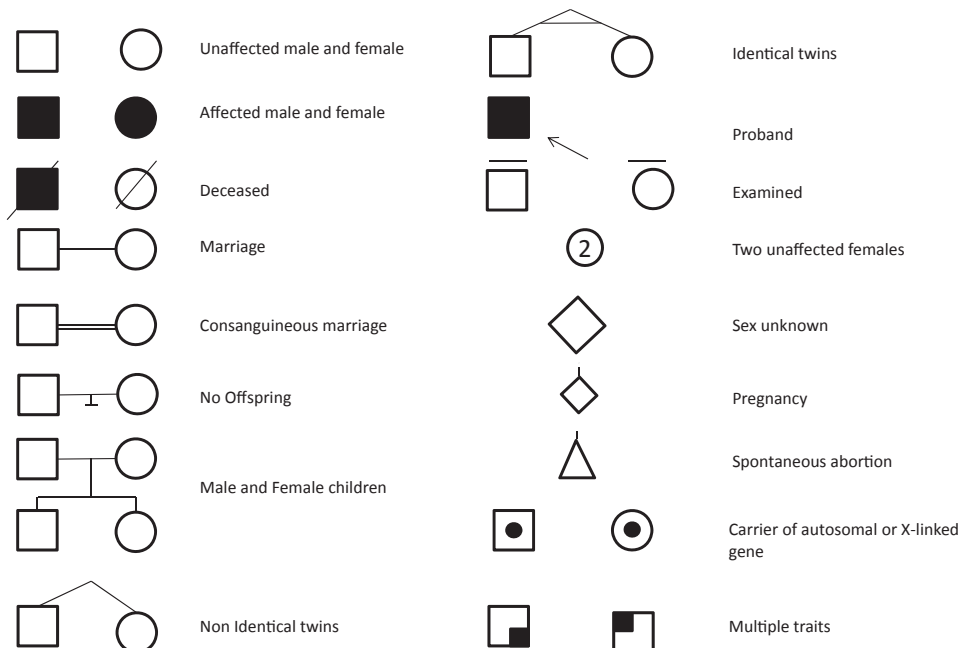 Unaffected male and female
Affected male and female
Deceased
Marriage
Consanguineous marriage
No Offspring
Male and Female children
Non Identical twins
Identical twins
Proband
Examined
2
Two unaffected females
Sex unknown
Pregnancy
Spontaneous abortion
Carrier of autosomal or X-linked
gene
Multiple traits